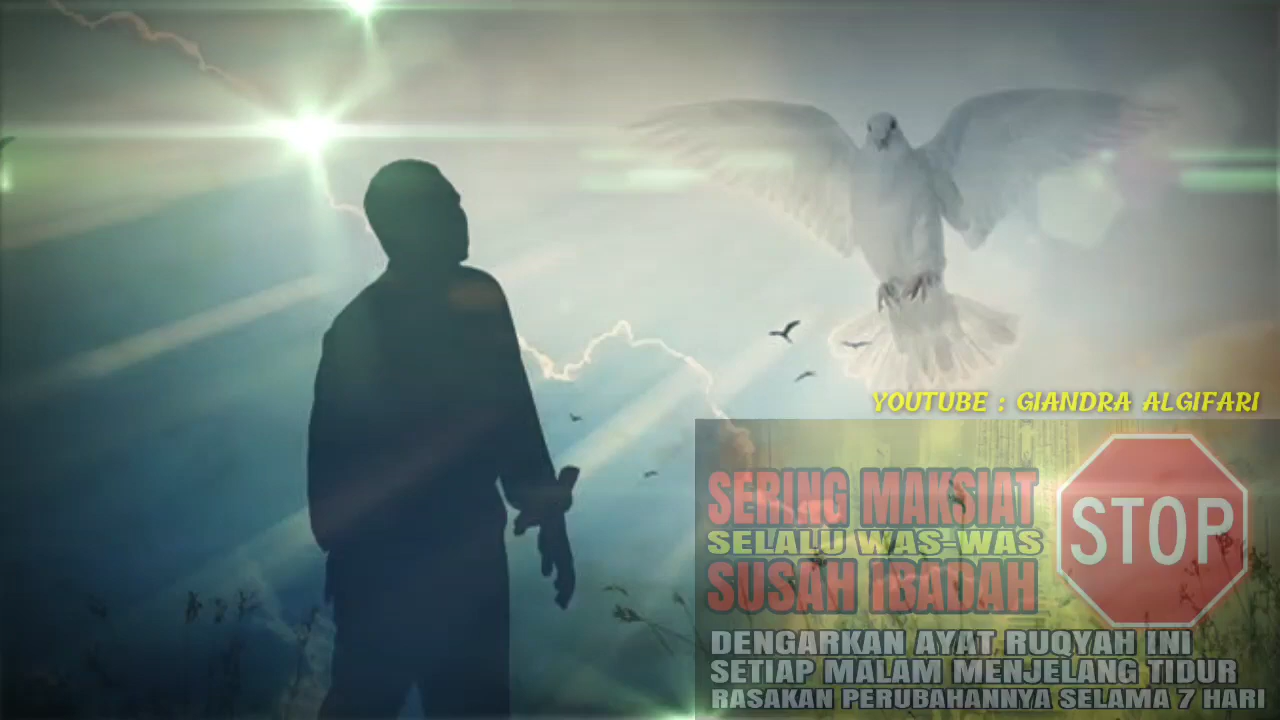 YOUTUBE : GIANDRA ALGIFARI
SERING MAKSIAT
SELALU WAS-WAS
SUSAH IBADAH
STOP
DENGARKAN AYAT RUQYAH INI
SETIAP MALAM MENJELANG TIDUR
RASAKAN PERUBAHANNYA SELAMA 7 HARI